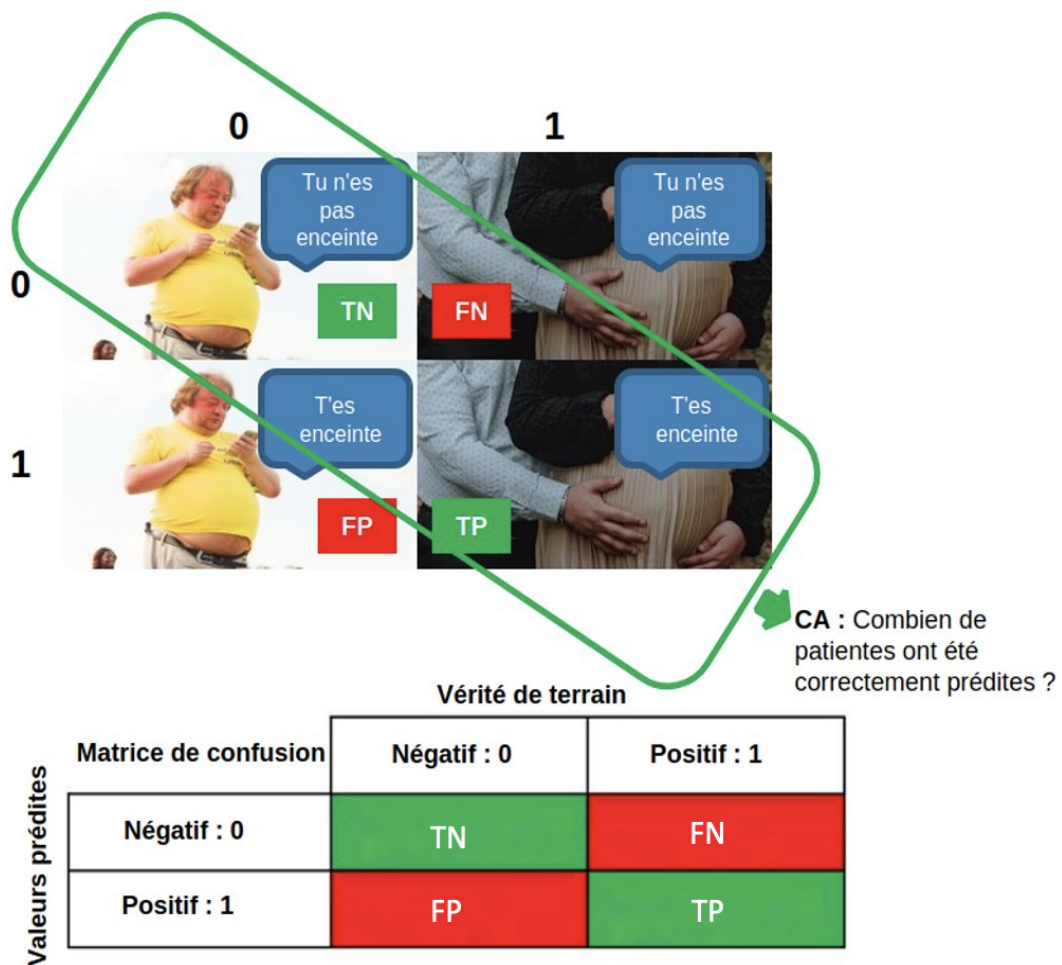 0
1
0
Tu n'es
pas
enceinte
Tu n'es
pas
enceinte
TN
FN
1
T'es
enceinte
T'es
enceinte
FP
TP
CA : Combien de
patientes ont été
correctement prédites ?
Vérité de terrain
Matrice de confusion
Négatif : 0
Positif : 1
Valeurs prédites
Négatif : 0
TN
FN
Positif : 1
FP
TP